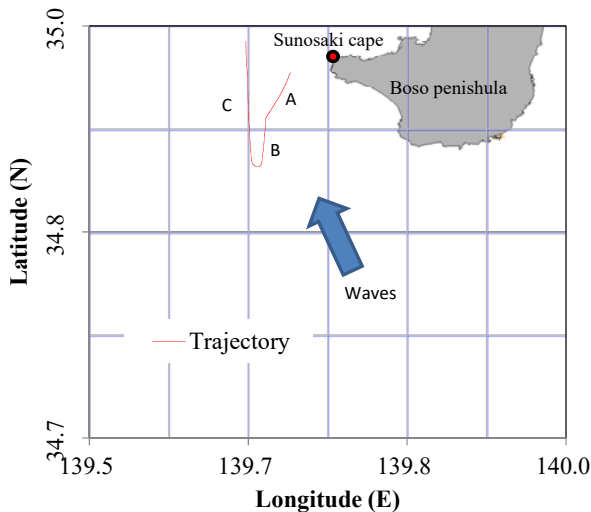 35.0
Sunosaki cape
Boso penishula
A
C
B
34.8
Latitude (N)
Waves
Trajectory
34.7
139.5
139.7
139.8
140.0
Longitude (E)